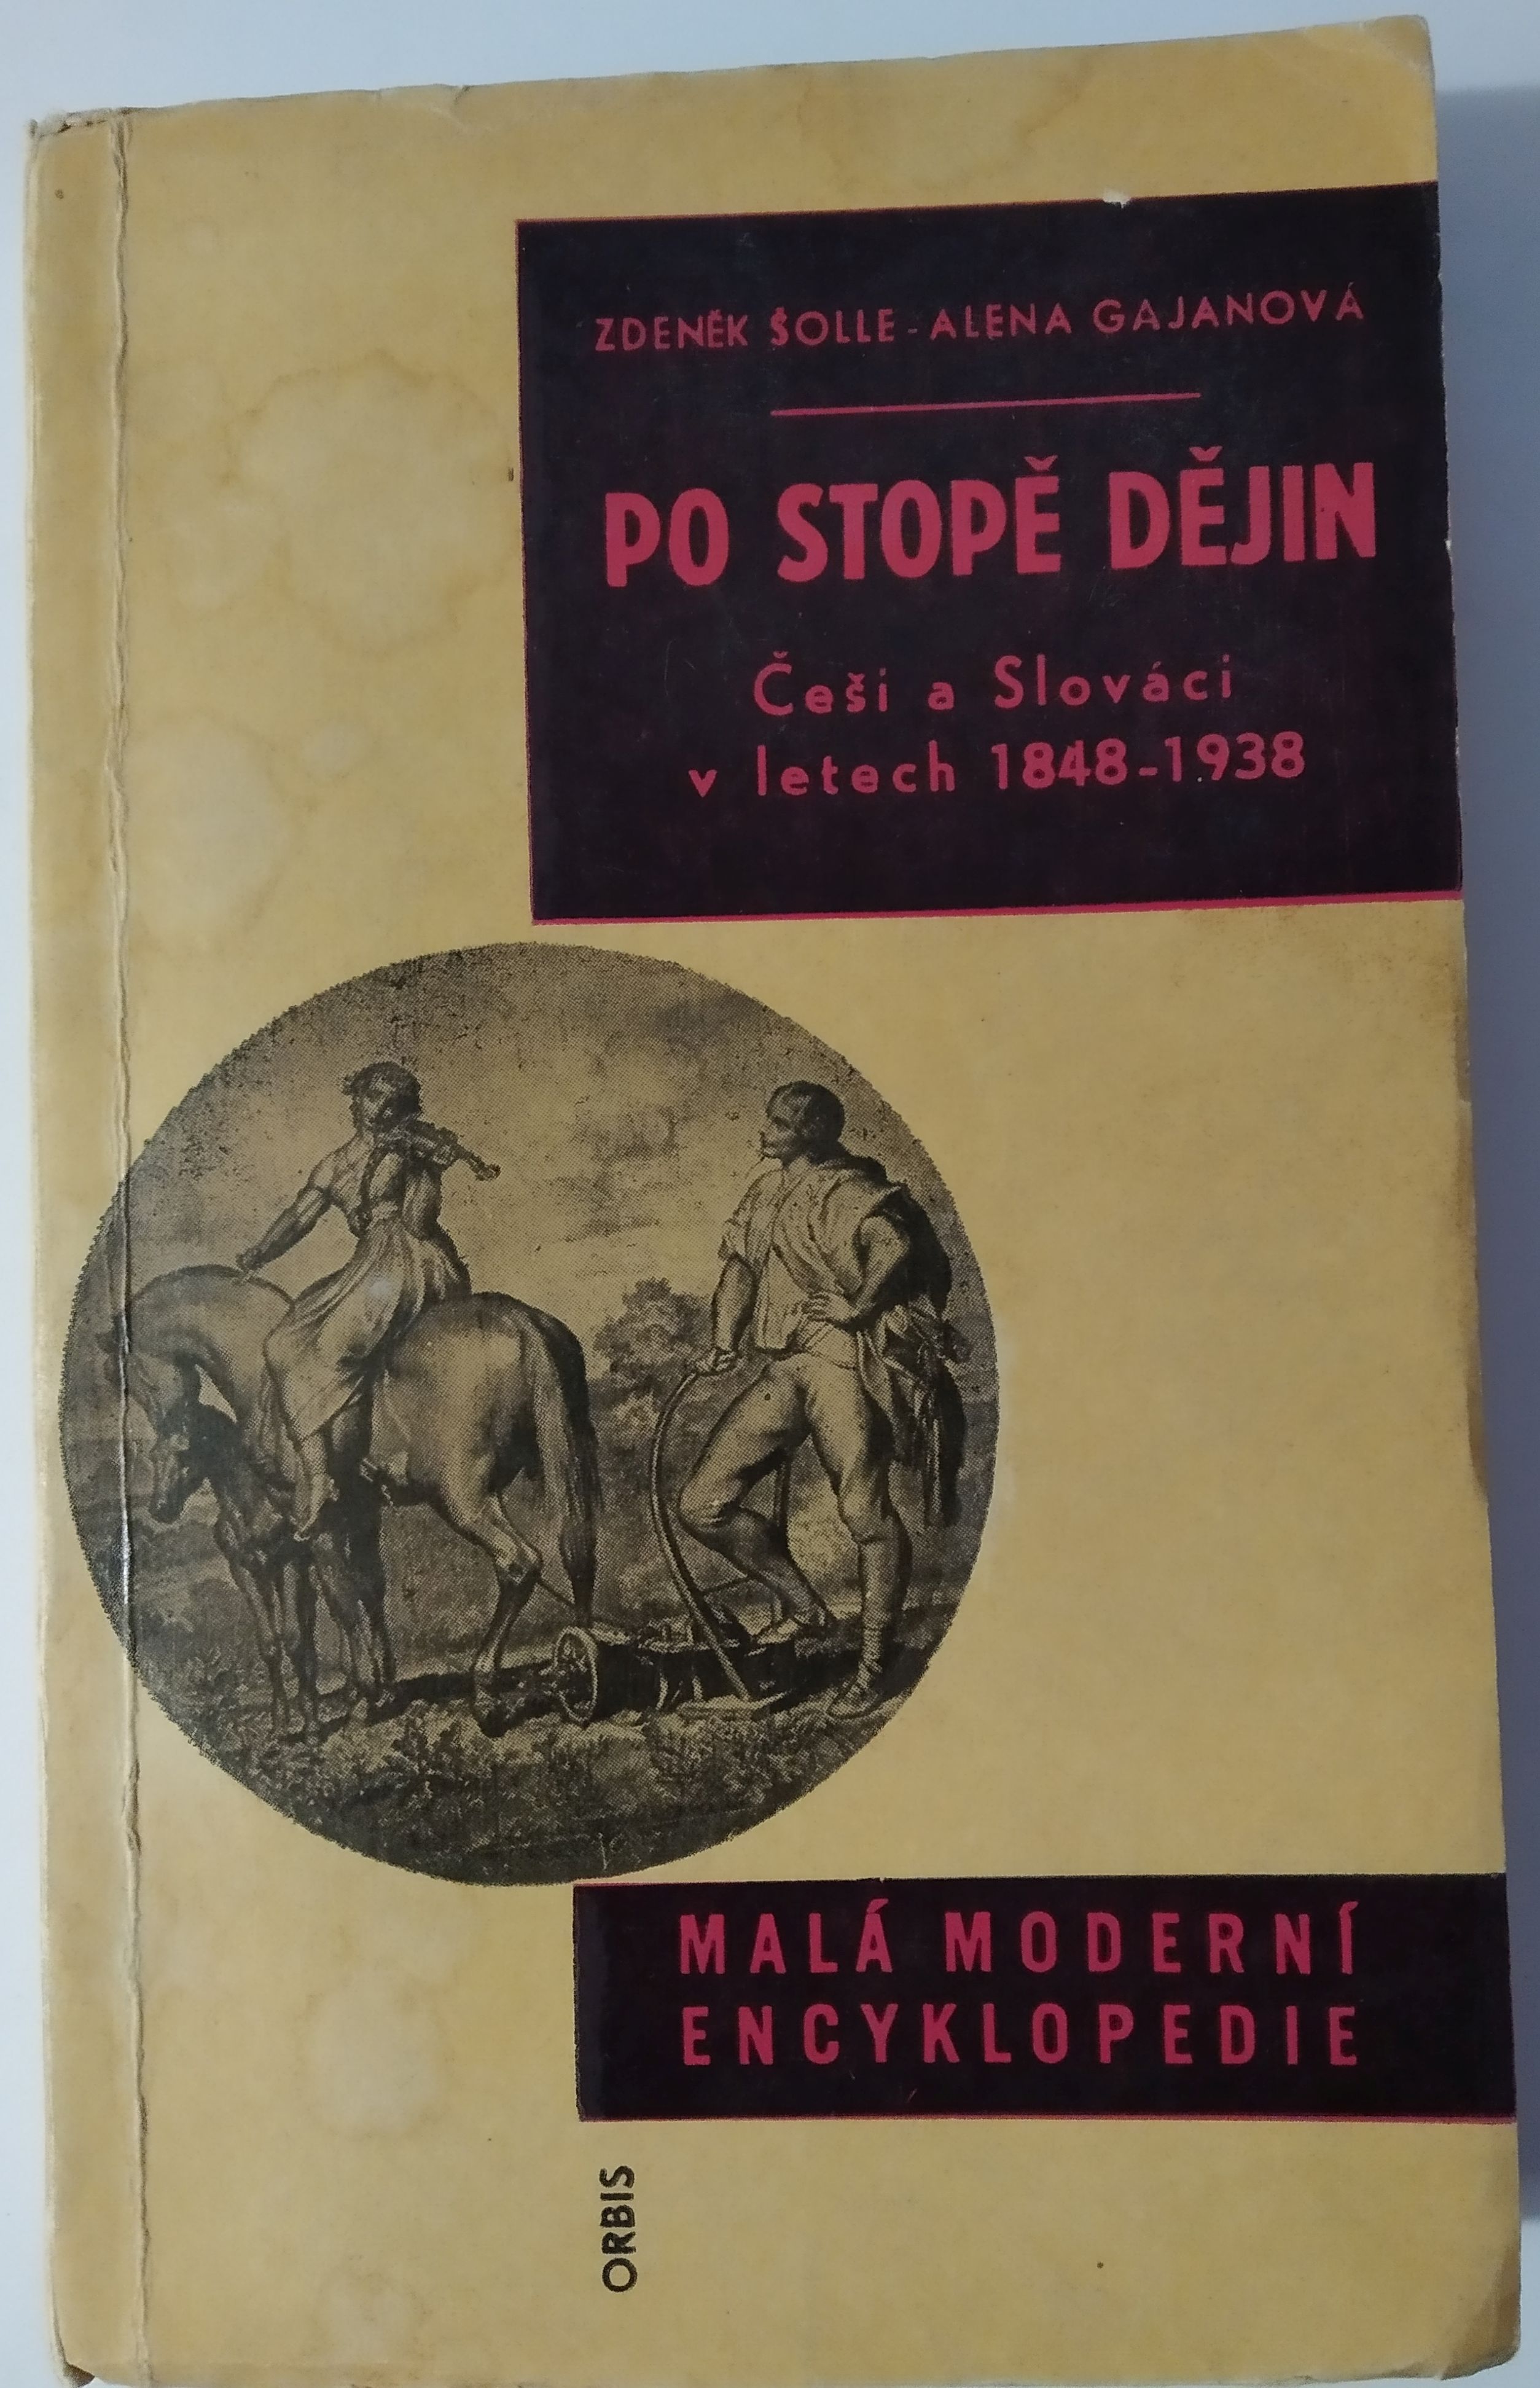 ZDENĚK ŠOLLE - ALENA GAJANOVÁ
PO STOPĚ DĚJIN
Češi a Slováci
v letech 1848-1938
MALÁ MODERNÍ
ENCYKLOPEDIE
ORBIS